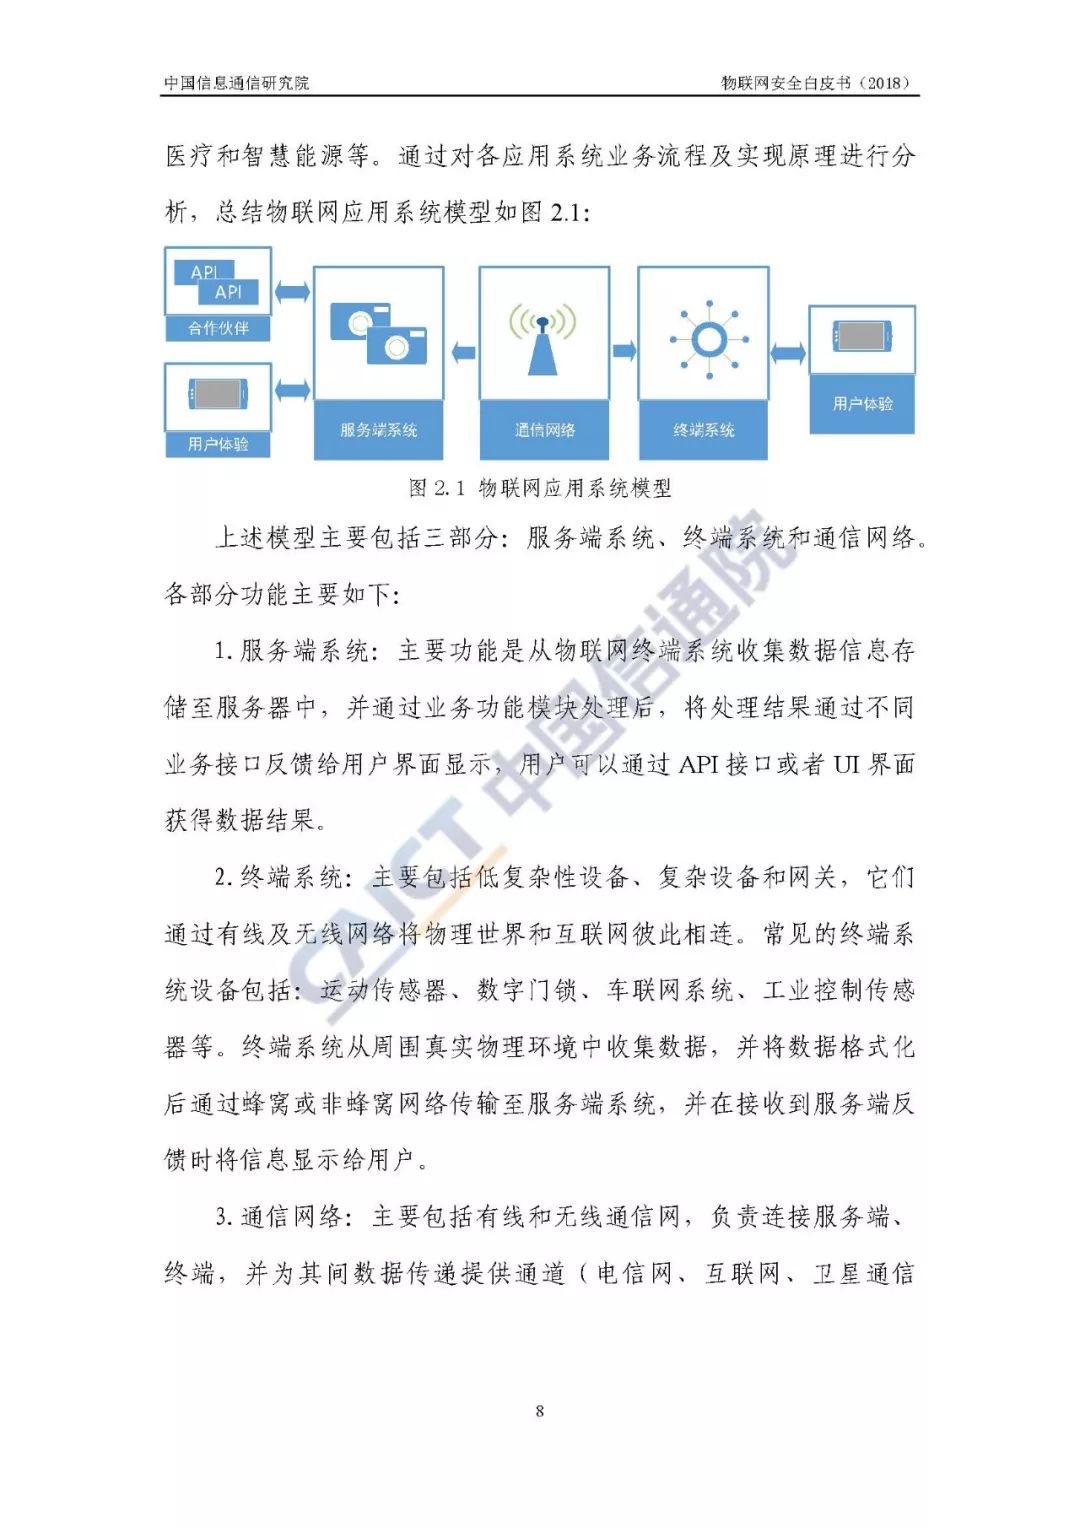 中国信息通信研究院
物联网安全白皮书（2018）
医疗和智慧能源等。通过对各应用系统业务流程及实现原理进行分
析，总结物联网应用系统模型如图 2.1：
API
API
合作伙伴
用户体验
服务端系统
通信网络
终端系统
用户体验
图 2.1 物联网应用系统模型
上述模型主要包括三部分：服务端系统、终端系统和通信网络。
各部分功能主要如下：
1.服务端系统：主要功能是从物联网终端系统收集数据信息存
储至服务器中，并通过业务功能模块处理后，将处理结果通过不同
业务接口反馈给用户界面显示，用户可以通过 API 接口或者 UI 界面
获得数据结果。
2.终端系统：主要包括低复杂性设备、复杂设备和网关，它们
通过有线及无线网络将物理世界和互联网彼此相连。常见的终端系
统设备包括：运动传感器、数字门锁、车联网系统、工业控制传感
器等。终端系统从周围真实物理环境中收集数据，并将数据格式化
后通过蜂窝或非蜂窝网络传输至服务端系统，并在接收到服务端反
馈时将信息显示给用户。
3.通信网络：主要包括有线和无线通信网，负责连接服务端、
终端，并为其间数据传递提供通道（电信网、互联网、卫星通信
CAICT 中国信通院
8